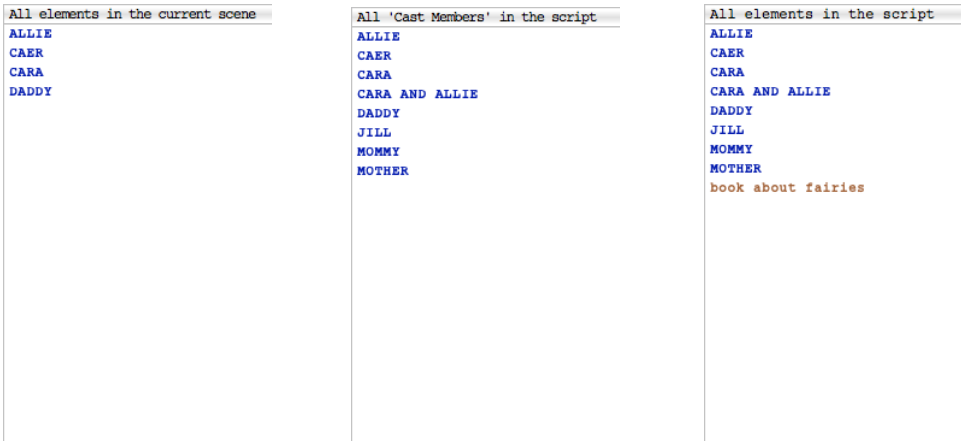 All elements in the current scene
ALLIE
CAER
CARA
DADDY
All 'Cast Members' in the script
ALLIE
CAER
CARA
CARA AND ALLIE
DADDY
JILL
MOMMY
MOTHER
All elements in the script
ALLIE
CAER
CARA
CARA AND ALLIE
DADDY
JILL
MOMMY
MOTHER
book about fairies